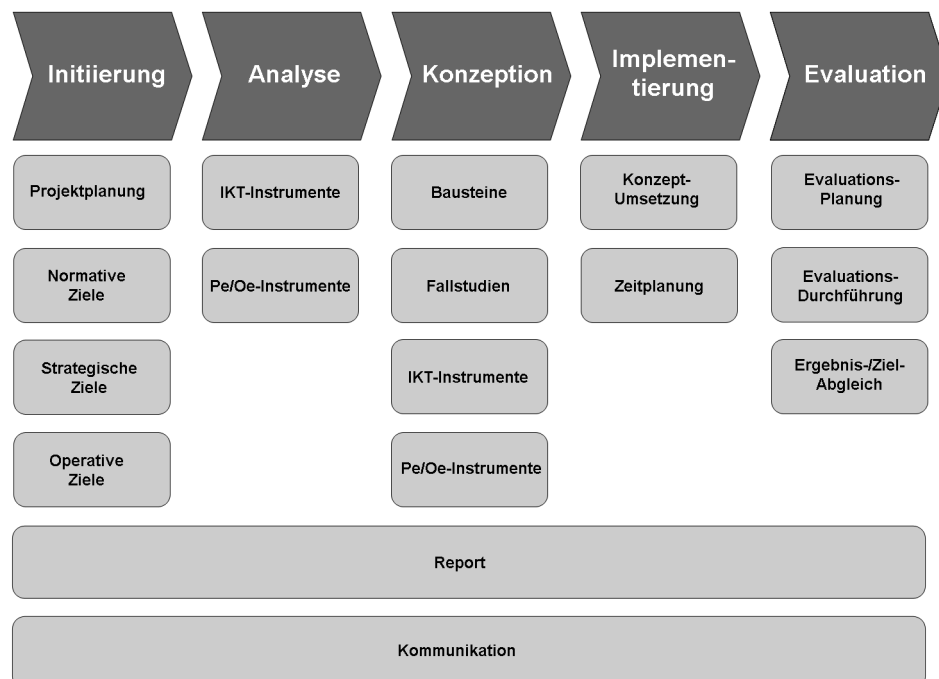 Initiierung
Analyse
Konzeption
Implemen-
tierung
Evaluation
Projektplanung
IKT-Instrumente
Bausteine
Konzept-
Umsetzung
Evaluations-
Planung
Normative
Ziele
Pe/Oe-Instrumente
Fallstudien
Zeitplanung
Evaluations-
Durchführung
Strategische
Ziele
IKT-Instrumente
Ergebnis-/Ziel-
Abgleich
Operative
Ziele
Pe/Oe-Instrumente
Report
Kommunikation